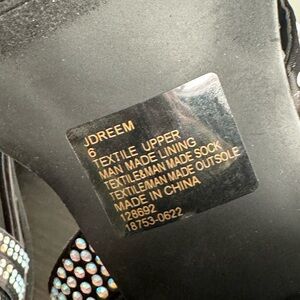 JDREEM
6
TEXTILE UPPER
MAN MADE LINING
TEXTILE&MAN MADE SOCK
TEXTILE/MAN MADE OUTSOLE
MADE IN CHINA
128692
18753-0622